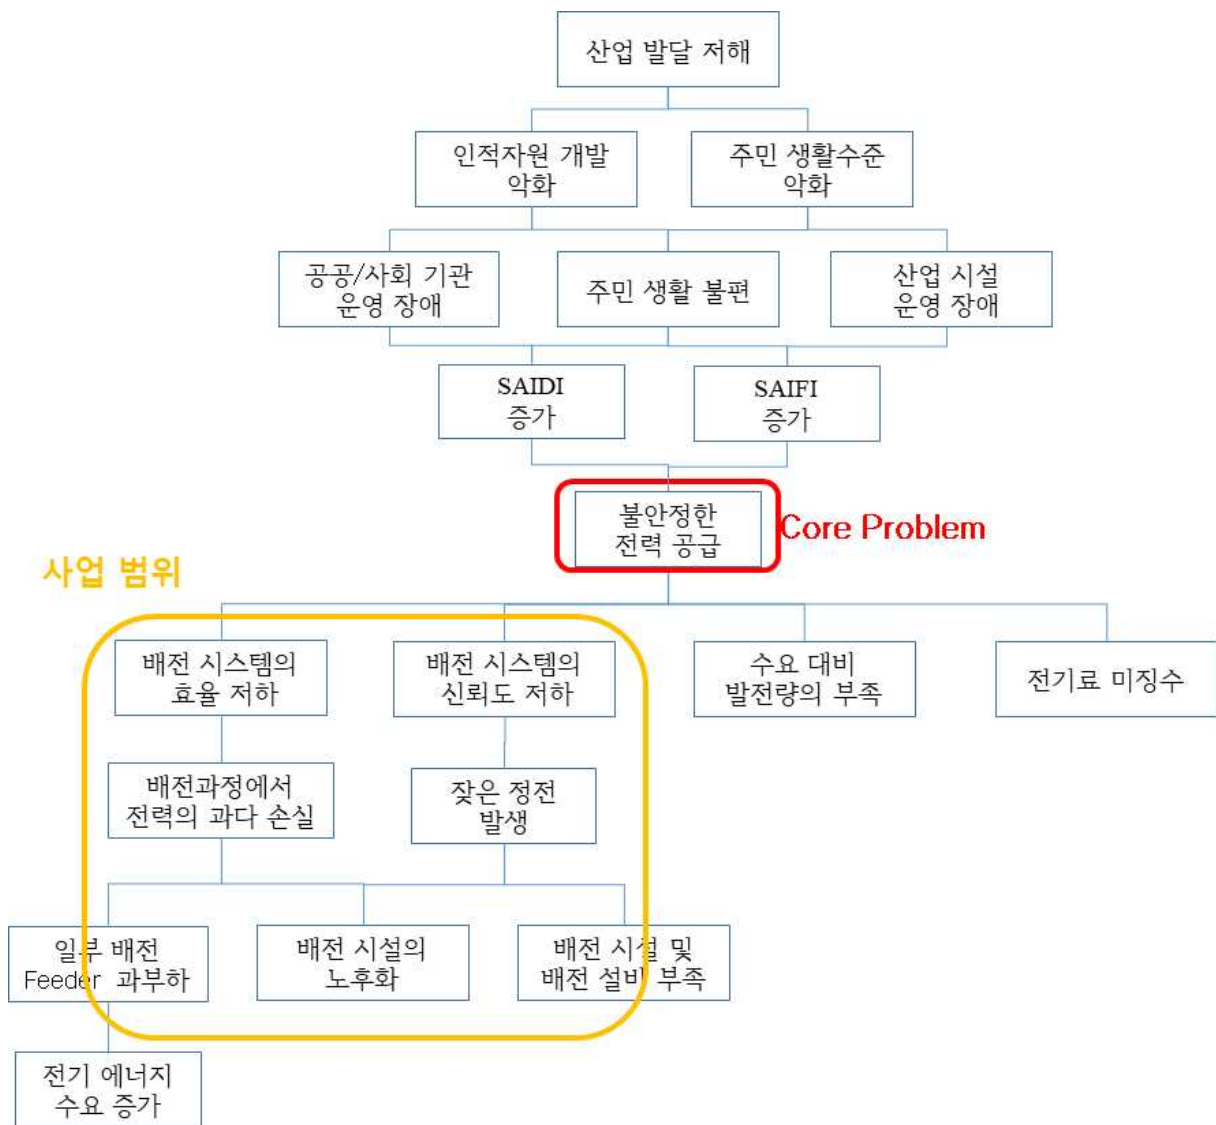 산업 발달 저해
인적자원 개발
악화
주민 생활수준
악화
공공/사회 기관
운영 장애
주민 생활 불편
산업 시설
운영 장애
SAIDI
증가
SAIFI
증가
불안정한
전력 공급
Core Problem
사업 범위
배전 시스템의
효율 저하
배전 시스템의
신뢰도 저하
수요 대비
발전량의 부족
전기료 미징수
배전과정에서
전력의 과다 손실
잦은 정전
발생
일부 배전
Feeder 과부하
배전 시설의
노후화
배전 시설 및
배전 설비 부족
전기 에너지
수요 증가